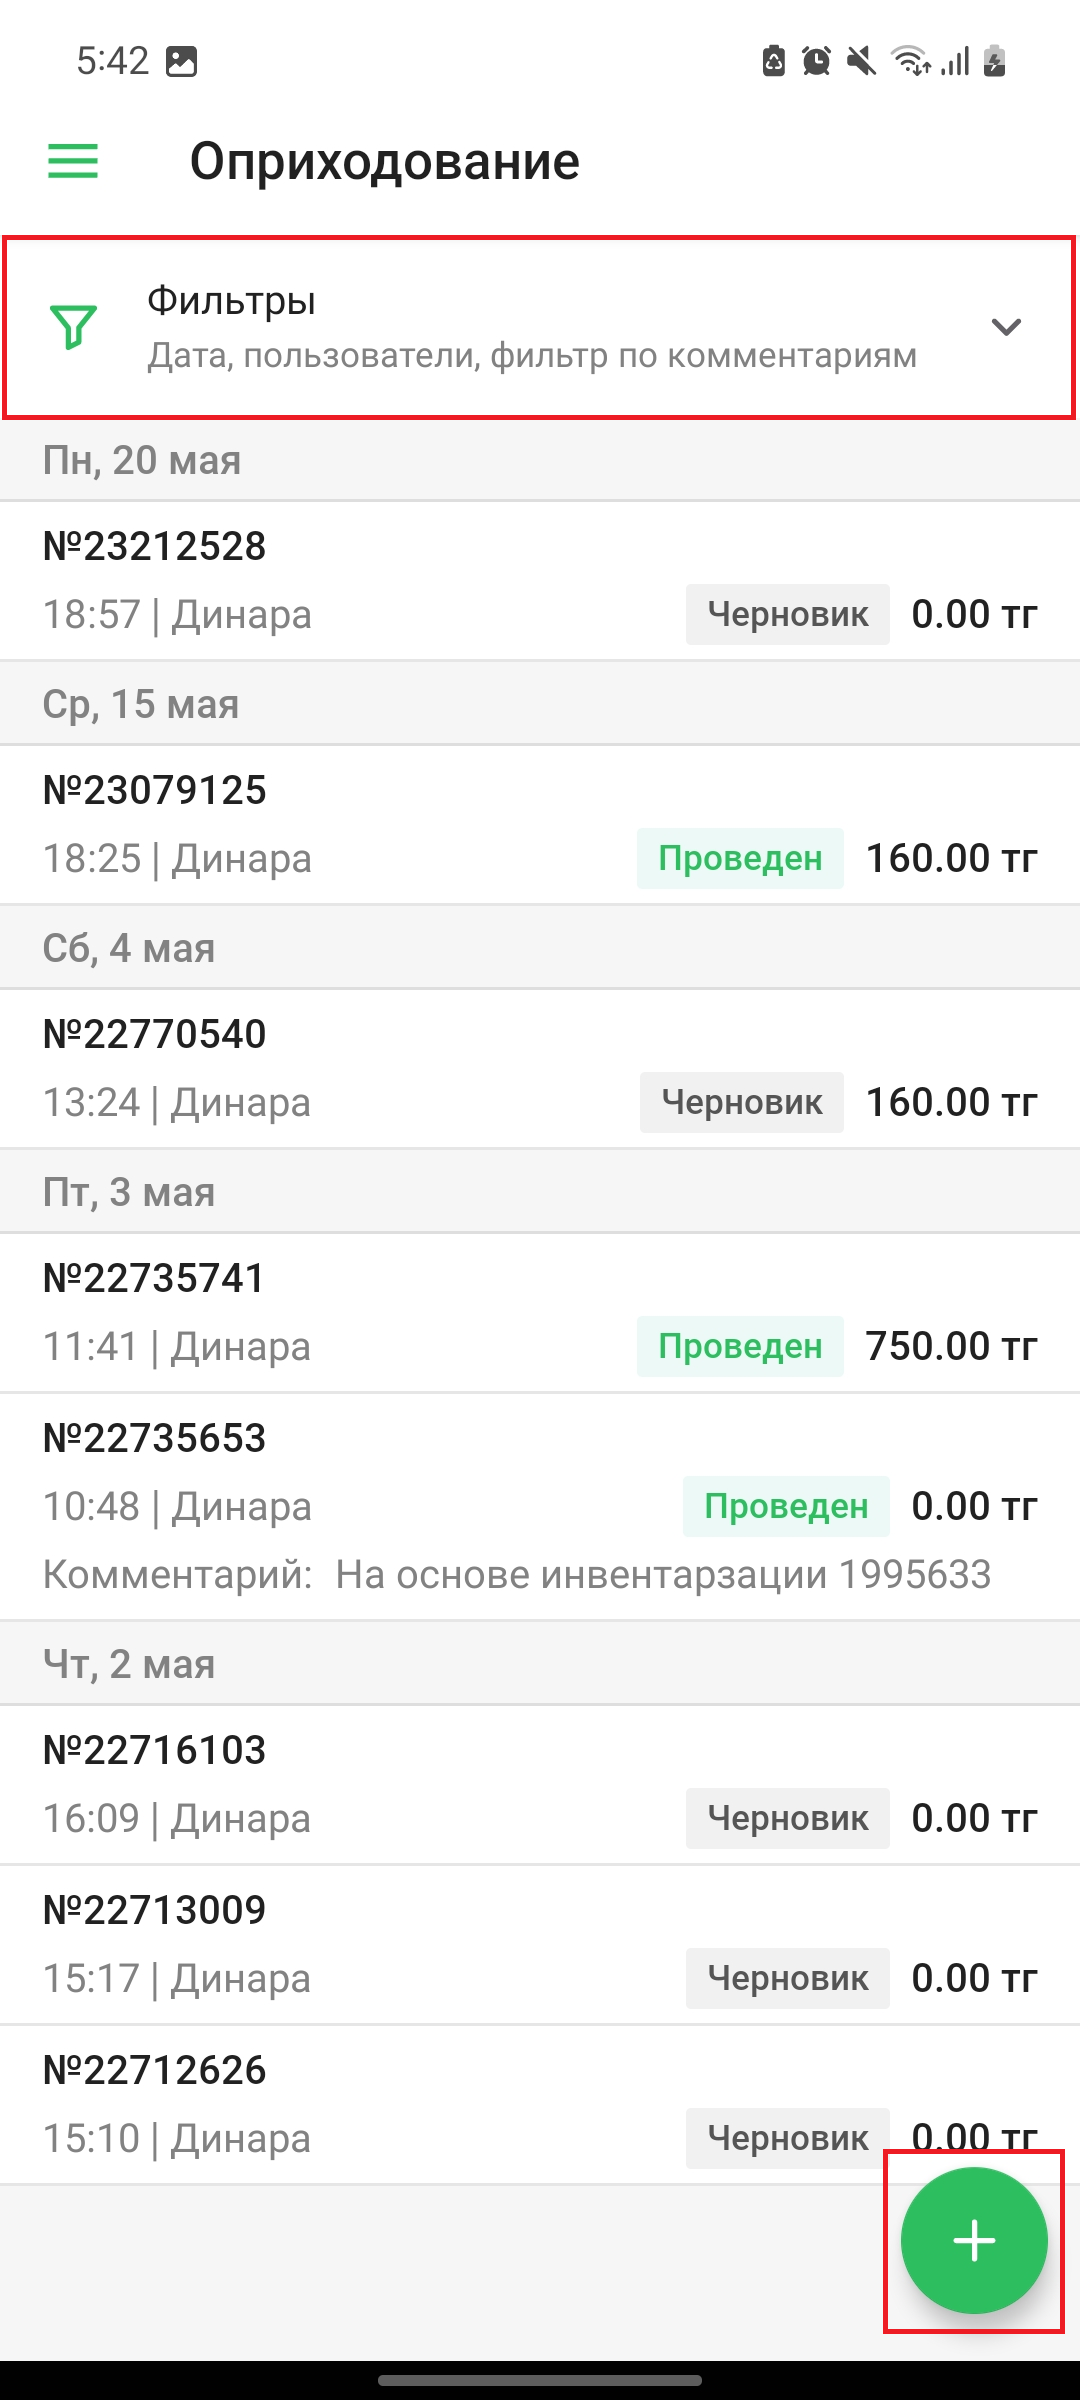 5:42
Оприходование
Фильтры
Дата, пользователи, фильтр по комментариям
Пн, 20 мая
№23212528
18:57 | Динара Черновик 0.00 тг
Ср, 15 мая
№23079125
18:25 | Динара Проведен 160.00 тг
Сб, 4 мая
№22770540
13:24 | Динара Черновик 160.00 тг
Пт, 3 мая
№22735741
11:41 | Динара Проведен 750.00 тг
№22735653
10:48 | Динара Проведен 0.00 тг
Комментарий: На основе инвентарзации 1995633
Чт, 2 мая
№22716103
16:09 | Динара Черновик 0.00 тг
№22713009
15:17 | Динара Черновик 0.00 тг
№22712626
15:10 | Динара Черновик 0.00 тг